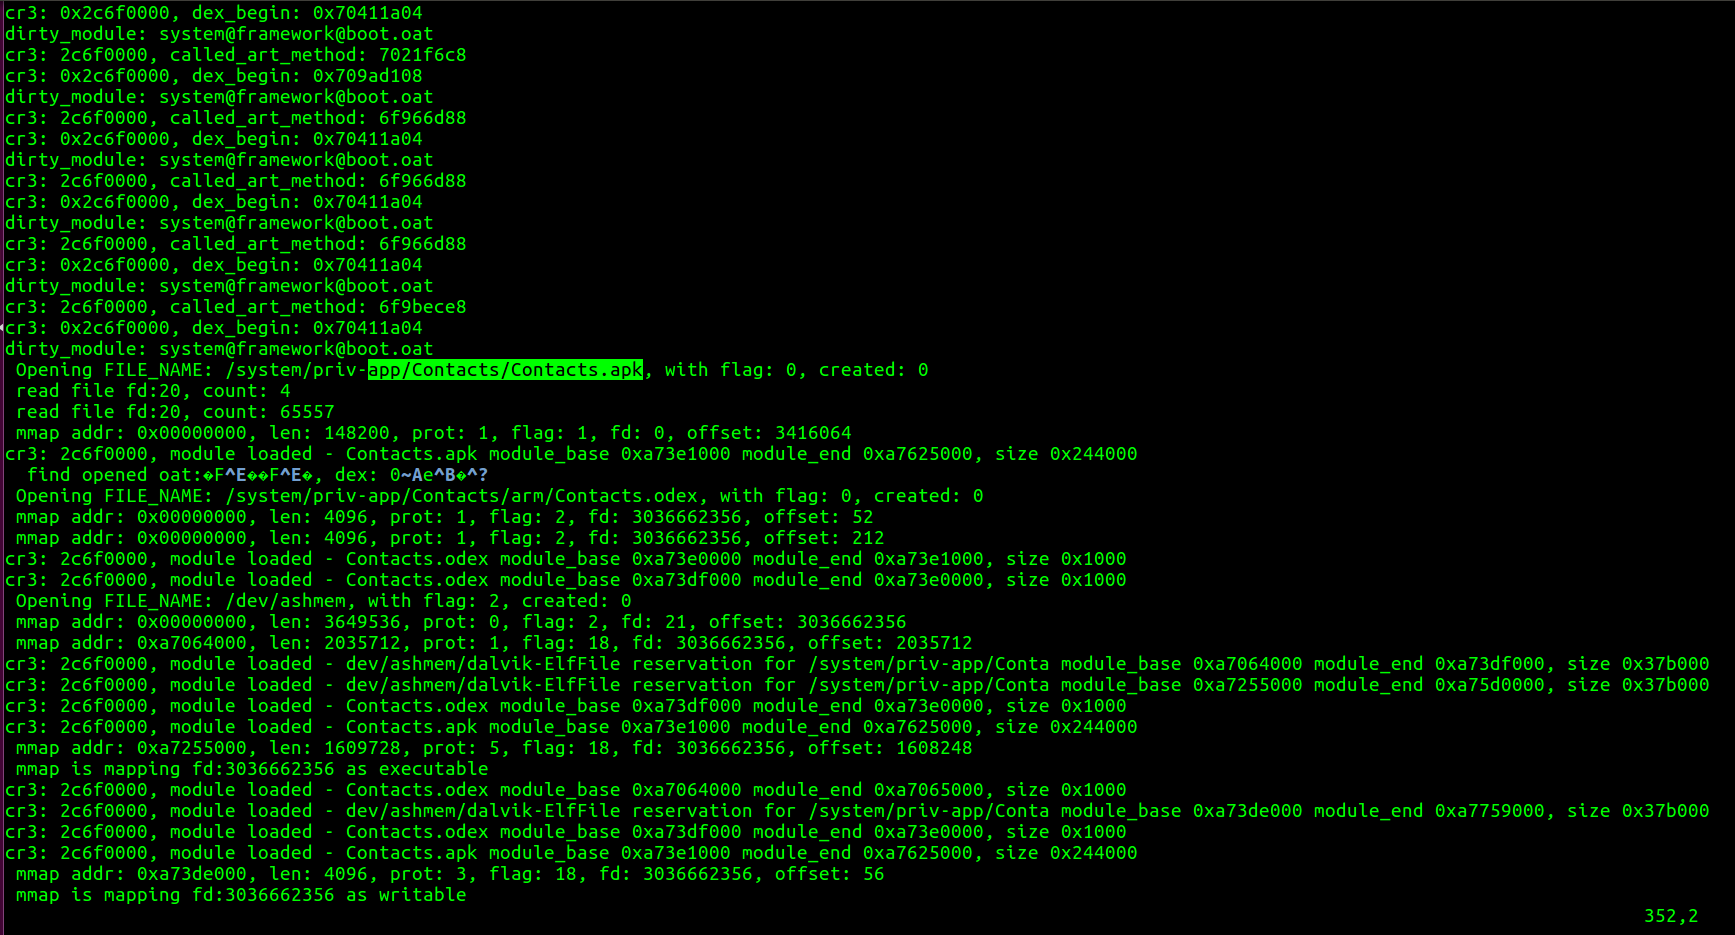 cr3: 0x2c6f0000, dex_begin: 0x70411a04
dirty_module: system@framework@boot.oat
cr3: 2c6f0000, called_art_method: 7021f6c8
cr3: 0x2c6f0000, dex_begin: 0x709ad108
dirty_module: system@framework@boot.oat
cr3: 2c6f0000, called_art_method: 6f966d88
cr3: 0x2c6f0000, dex_begin: 0x70411a04
dirty_module: system@framework@boot.oat
cr3: 2c6f0000, called_art_method: 6f966d88
cr3: 0x2c6f0000, dex_begin: 0x70411a04
dirty_module: system@framework@boot.oat
cr3: 2c6f0000, called_art_method: 6f966d88
cr3: 0x2c6f0000, dex_begin: 0x70411a04
dirty_module: system@framework@boot.oat
cr3: 2c6f0000, called_art_method: 6f9bece8
cr3: 0x2c6f0000, dex_begin: 0x70411a04
dirty_module: system@framework@boot.oat
Opening FILE_NAME: /system/priv-app/Contacts/Contacts.apk, with flag: 0, created: 0
read file fd:20, count: 4
read file fd:20, count: 65557
mmap addr: 0x00000000, len: 148200, prot: 1, flag: 1, fd: 0, offset: 3416064
cr3: 2c6f0000, module loaded - Contacts.apk module_base 0xa73e1000 module_end 0xa7625000, size 0x244000
find opened oat:�F^E��F^E�, dex: 0~Ae^B�^?
Opening FILE_NAME: /system/priv-app/Contacts/arm/Contacts.odex, with flag: 0, created: 0
mmap addr: 0x00000000, len: 4096, prot: 1, flag: 2, fd: 3036662356, offset: 52
mmap addr: 0x00000000, len: 4096, prot: 1, flag: 2, fd: 3036662356, offset: 212
cr3: 2c6f0000, module loaded - Contacts.odex module_base 0xa73e0000 module_end 0xa73e1000, size 0x1000
cr3: 2c6f0000, module loaded - Contacts.odex module_base 0xa73df000 module_end 0xa73e0000, size 0x1000
Opening FILE_NAME: /dev/ashmem, with flag: 2, created: 0
mmap addr: 0x00000000, len: 3649536, prot: 0, flag: 2, fd: 21, offset: 3036662356
mmap addr: 0xa7064000, len: 2035712, prot: 1, flag: 18, fd: 3036662356, offset: 2035712
cr3: 2c6f0000, module loaded - dev/ashmem/dalvik-ElfFile reservation for /system/priv-app/Conta module_base 0xa7064000 module_end 0xa73df000, size 0x37b000
cr3: 2c6f0000, module loaded - dev/ashmem/dalvik-ElfFile reservation for /system/priv-app/Conta module_base 0xa7255000 module_end 0xa75d0000, size 0x37b000
cr3: 2c6f0000, module loaded - Contacts.odex module_base 0xa73df000 module_end 0xa73e0000, size 0x1000
cr3: 2c6f0000, module loaded - Contacts.apk module_base 0xa73e1000 module_end 0xa7625000, size 0x244000
mmap addr: 0xa7255000, len: 1609728, prot: 5, flag: 18, fd: 3036662356, offset: 1608248
mmap is mapping fd:3036662356 as executable
cr3: 2c6f0000, module loaded - Contacts.odex module_base 0xa7064000 module_end 0xa7065000, size 0x1000
cr3: 2c6f0000, module loaded - dev/ashmem/dalvik-ElfFile reservation for /system/priv-app/Conta module_base 0xa73de000 module_end 0xa7759000, size 0x37b000
cr3: 2c6f0000, module loaded - Contacts.odex module_base 0xa73df000 module_end 0xa73e0000, size 0x1000
cr3: 2c6f0000, module loaded - Contacts.apk module_base 0xa73e1000 module_end 0xa7625000, size 0x244000
mmap addr: 0xa73de000, len: 4096, prot: 3, flag: 18, fd: 3036662356, offset: 56
mmap is mapping fd:3036662356 as writable
352,2